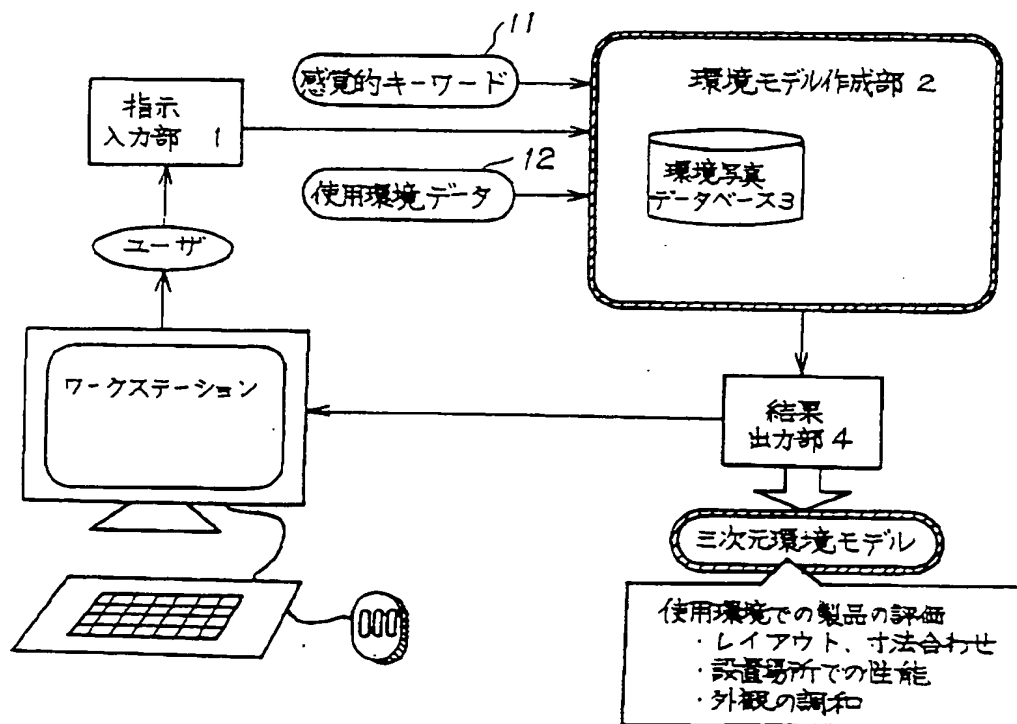 11
感覚的キーワード
指示
入力部 1
12
使用環境データ
環境モデル作成部 2
環境写真
データベース3
ユーザ
ワークステーション
結果
出力部 4
三次元環境モデル
使用環境での製品の評価
・レイアウト、寸法合わせ
・設置場所での性能
・外観の調和